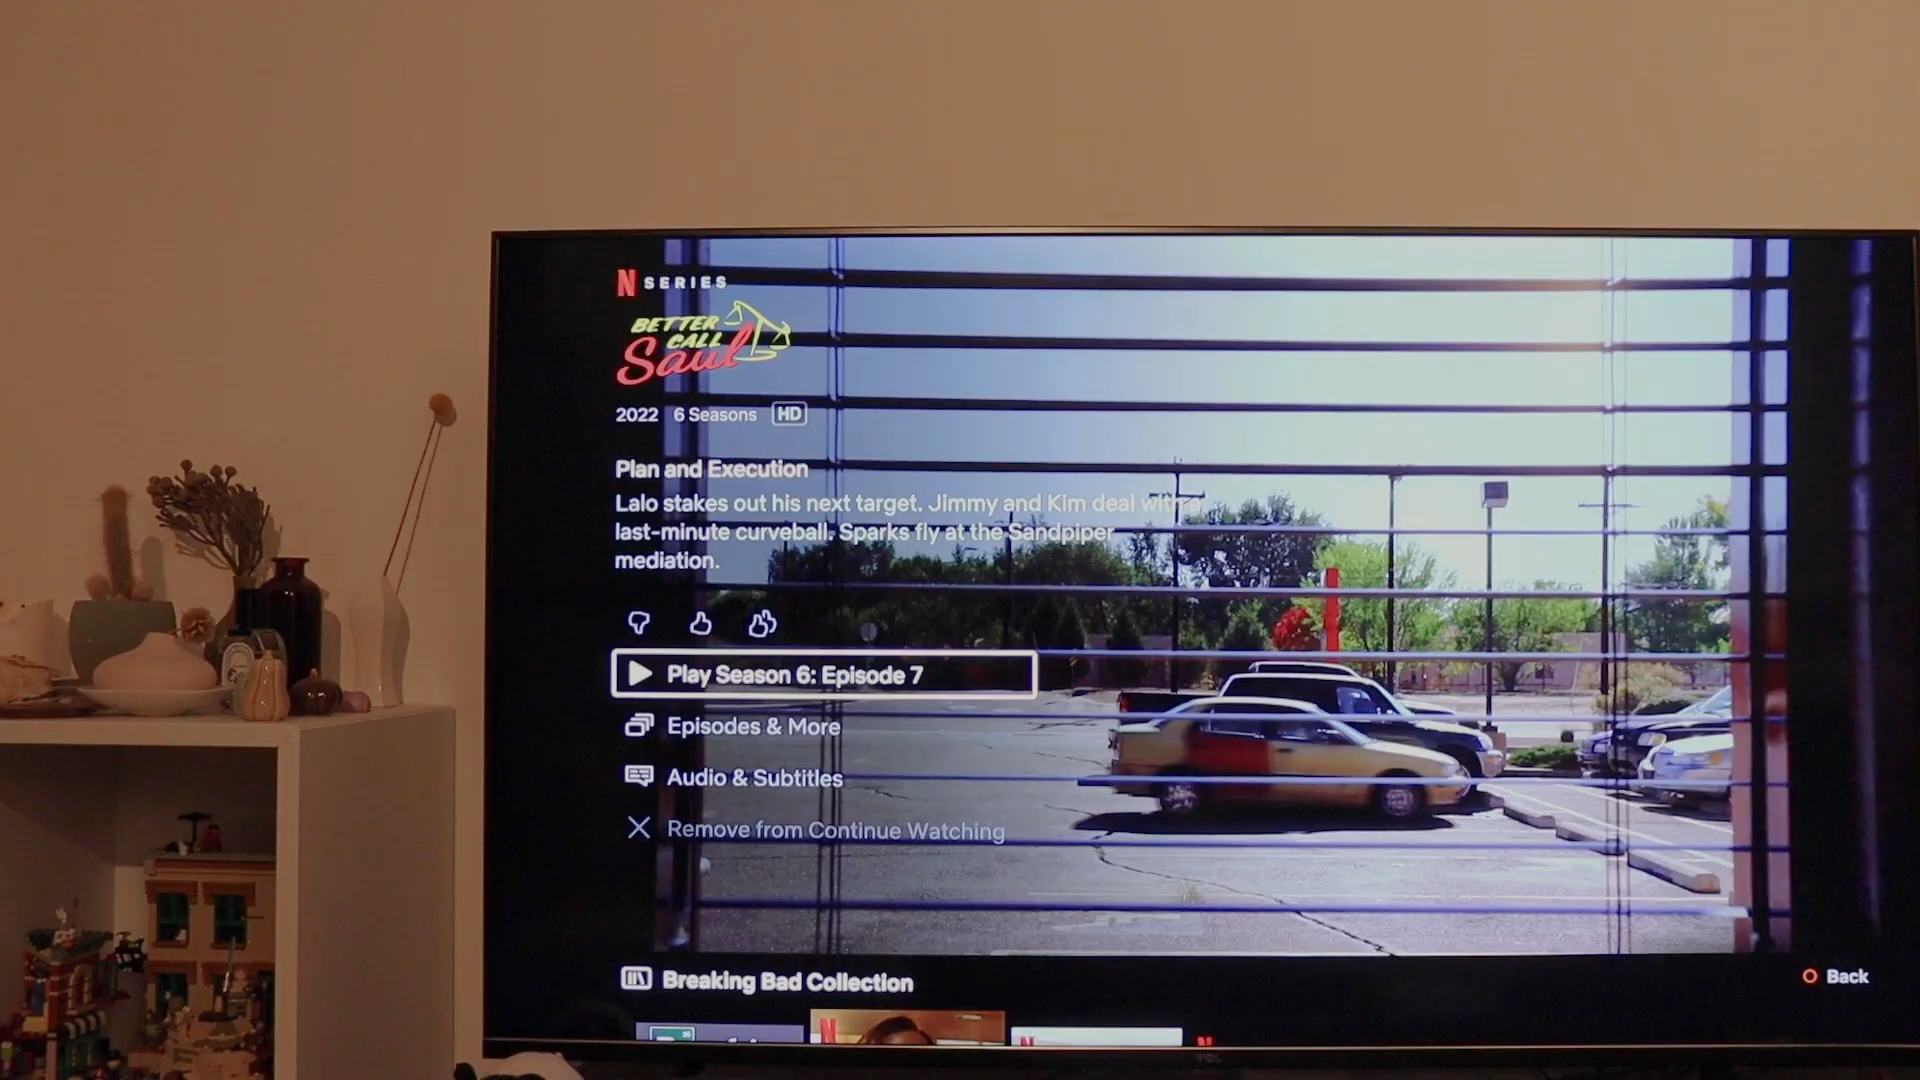 N SERIES
BETTER
CALL
Saul
2022 6 Seasons HD
Plan and Execution
Lalo stakes out his next target. Jimmy and Kim deal with a
last-minute curveball. Sparks fly at the Sandpiper
mediation.
Play Season 6: Episode 7
Episodes & More
Audio & Subtitles
Remove from Continue Watching
Breaking Bad Collection
Back
N
N
N
TCL